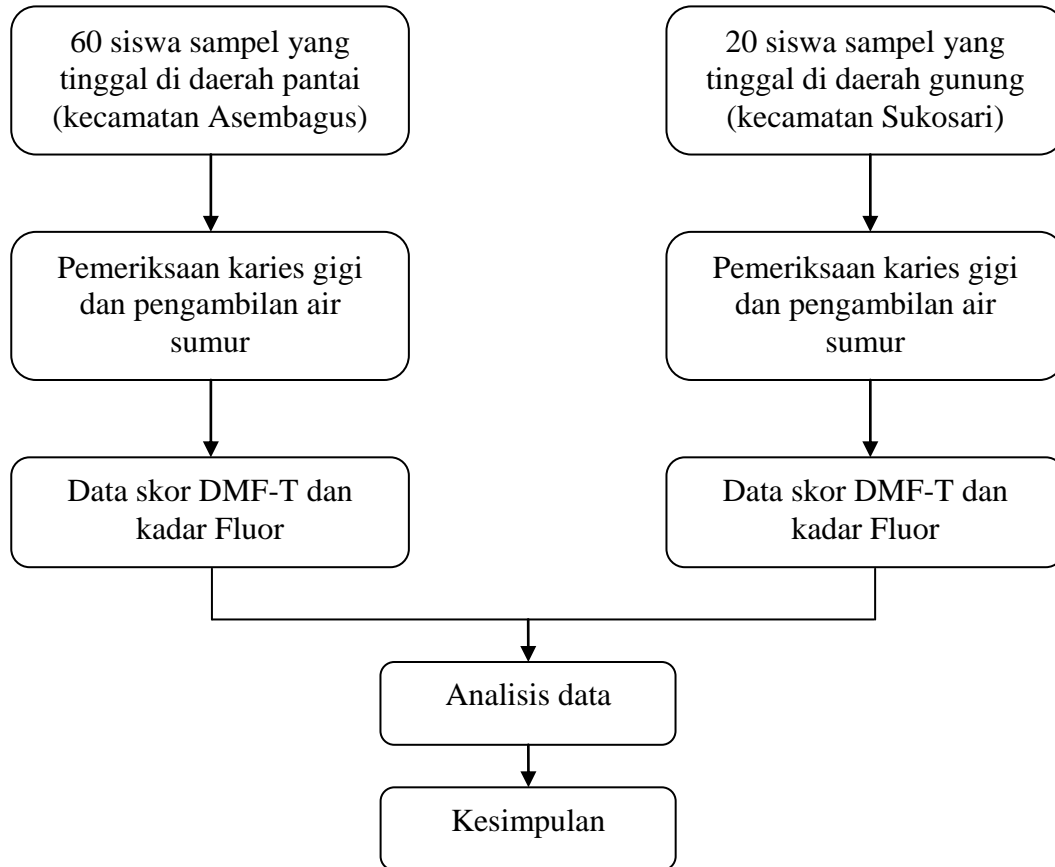 60 siswa sampel yang
tinggal di daerah pantai
(kecamatan Asembagus)
20 siswa sampel yang
tinggal di daerah gunung
(kecamatan Sukosari)
Pemeriksaan karies gigi
dan pengambilan air
sumur
Pemeriksaan karies gigi
dan pengambilan air
sumur
Data skor DMF-T dan
kadar Fluor
Data skor DMF-T dan
kadar Fluor
Analisis data
Kesimpulan